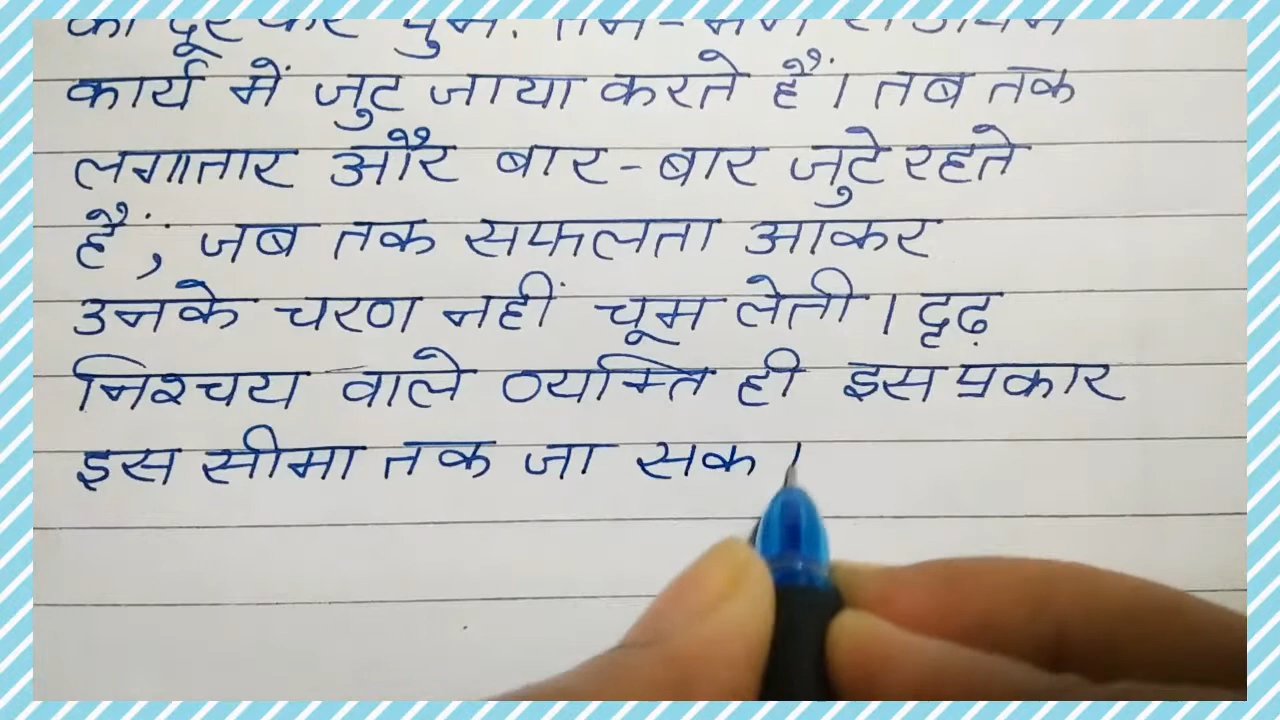 कार्य में जुट जाया करते हैं। तब तक
लगातार और बार-बार जुटे रहते
हैं, जब तक सफलता आकर
उनके चरण नहीं चूम लेती। दृढ़
निश्चय वाले व्यक्ति ही इस प्रकार
इस सीमा तक जा सक